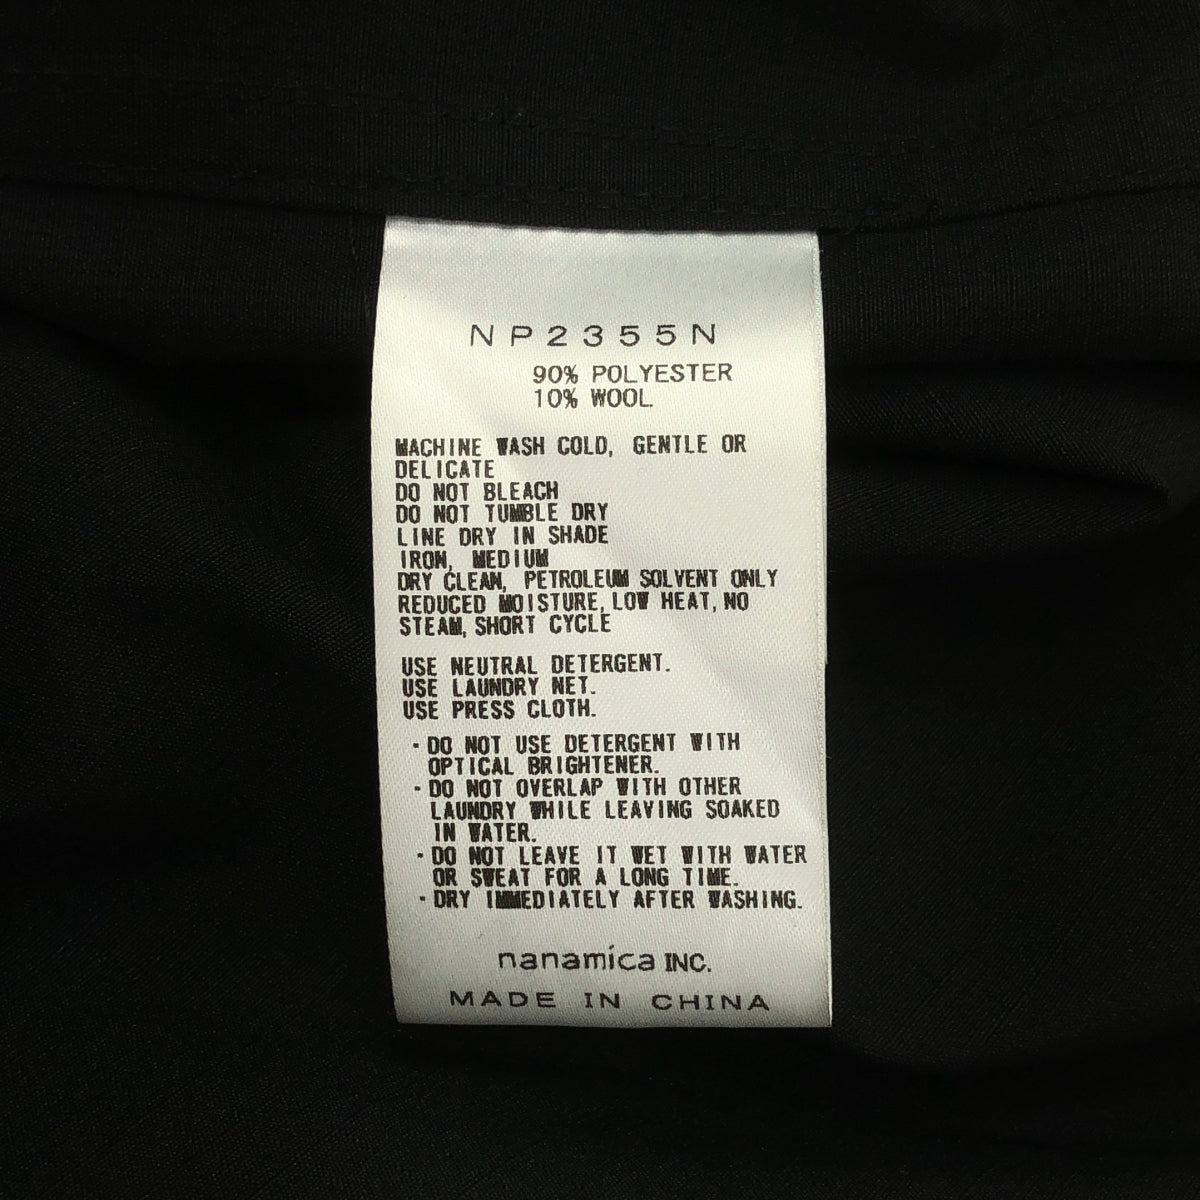 NP2355N
90% POLYESTER
10% WOOL
MACHINE WASH COLD, GENTLE OR
DELICATE
DO NOT BLEACH
DO NOT TUMBLE DRY
LINE DRY IN SHADE
IRON, MEDIUM
DRY CLEAN, PETROLEUM SOLVENT ONLY
REDUCED MOISTURE, LOW HEAT, NO
STEAM, SHORT CYCLE
USE NEUTRAL DETERGENT.
USE LAUNDRY NET.
USE PRESS CLOTH.
・DO NOT USE DETERGENT WITH
OPTICAL BRIGHTENER.
・DO NOT OVERLAP WITH OTHER
LAUNDRY WHILE LEAVING SOAKED
IN WATER.
・DO NOT LEAVE IT WET WITH WATER
OR SWEAT FOR A LONG TIME.
・DRY IMMEDIATELY AFTER WASHING.
nanamíca INC.
MADE IN CHINA